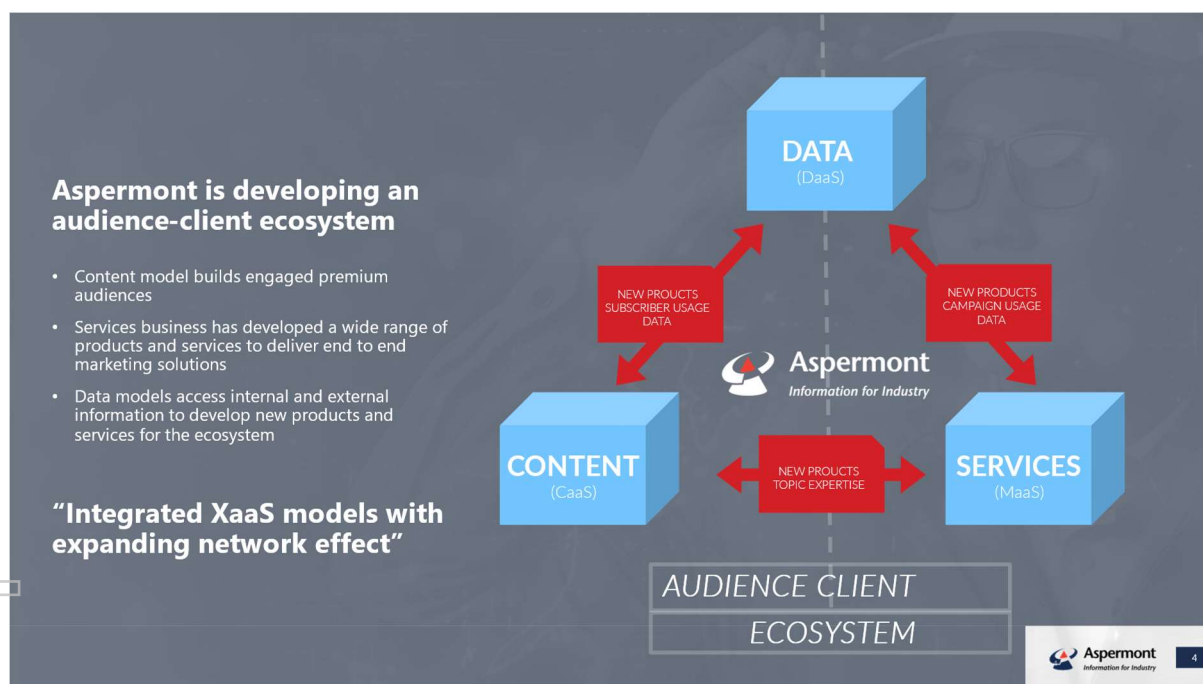 Aspermont is developing an
audience-client ecosystem
• Content model builds engaged premium
audiences
• Services business has developed a wide range of
products and services to deliver end to end
marketing solutions
• Data models access internal and external
information to develop new products and
services for the ecosystem
“Integrated XaaS models with
expanding network effect”
DATA
(DaaS)
NEW PROUCTS
SUBSCRIBER USAGE
DATA
NEW PRODUCTS
CAMPAIGN USAGE
DATA
Aspermont
Information for Industry
CONTENT
(CaaS)
NEW PROUCTS
TOPIC EXPERTISE
SERVICES
(MaaS)
AUDIENCE CLIENT
ECOSYSTEM
Aspermont
Information for Industry
4